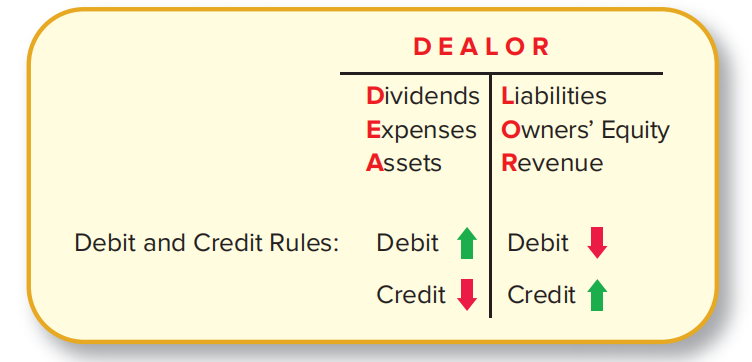 DEALOR
Dividends Liabilities
Expenses Owners’ Equity
Assets Revenue
Debit and Credit Rules: Debit Debit
Credit Credit